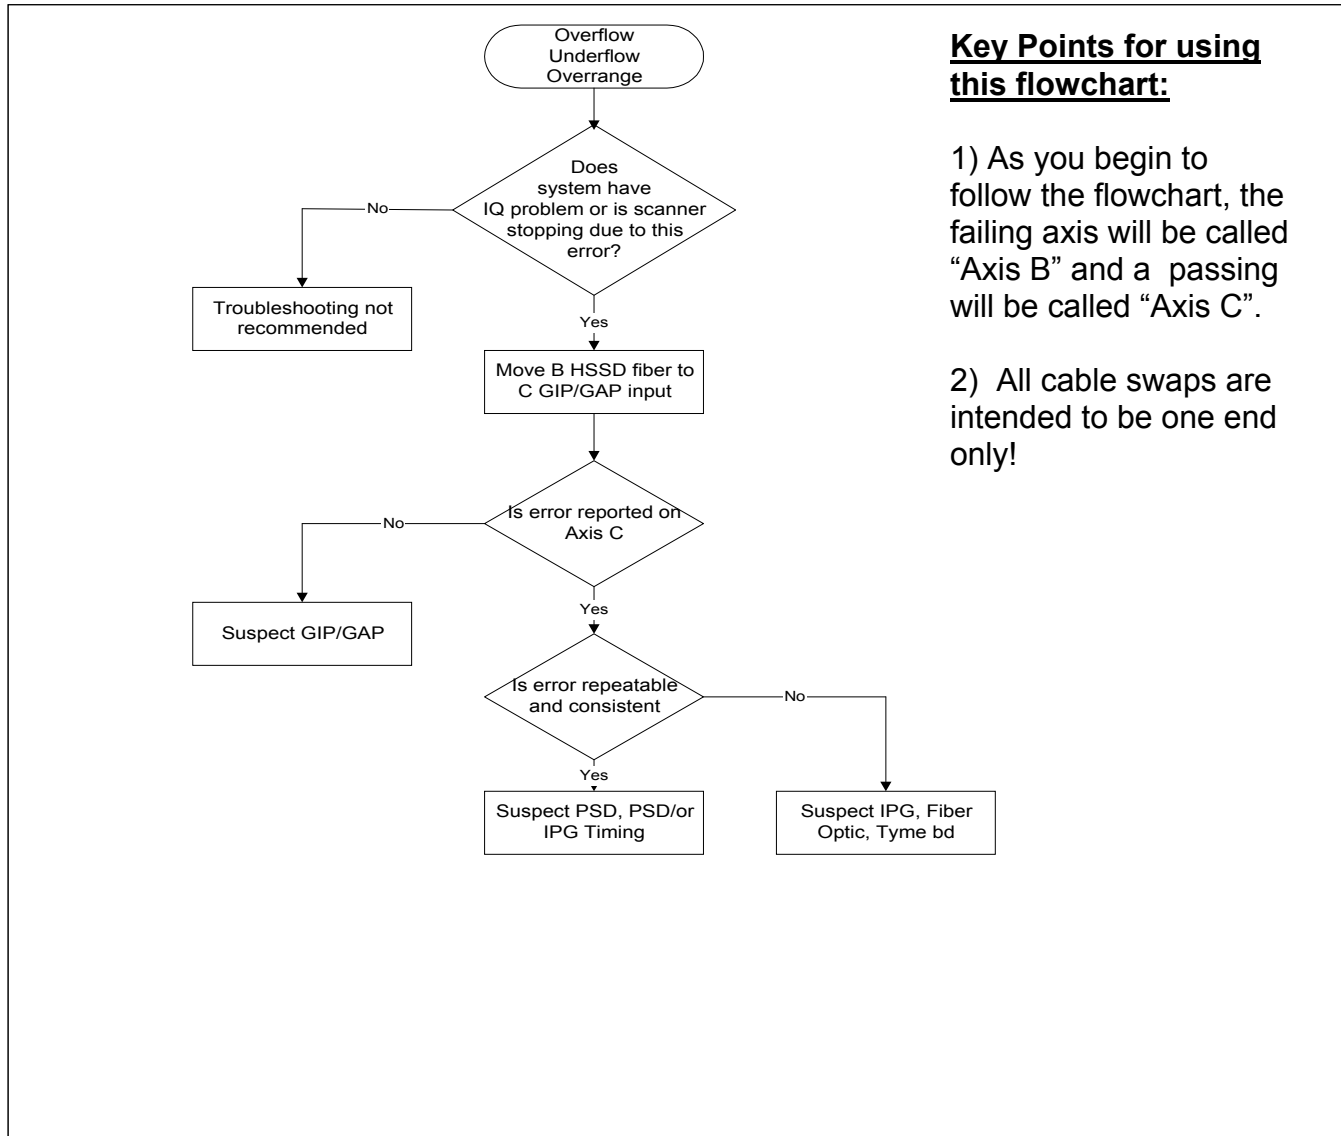 Overflow
Underflow
Overrange
Does
system have
IQ problem or is scanner
stopping due to this
error?
No
Troubleshooting not
recommended
Yes
Move B HSSD fiber to
C GIP/GAP input
Is error reported on
Axis C
No
Suspect GIP/GAP
Yes
Is error repeatable
and consistent
No
Yes
Suspect PSD, PSD/or
IPG Timing
Suspect IPG, Fiber
Optic, Tyme bd
Key Points for using
this flowchart:
1) As you begin to
follow the flowchart, the
failing axis will be called
“Axis B” and a  passing
will be called “Axis C”.
2)  All cable swaps are
intended to be one end
only!